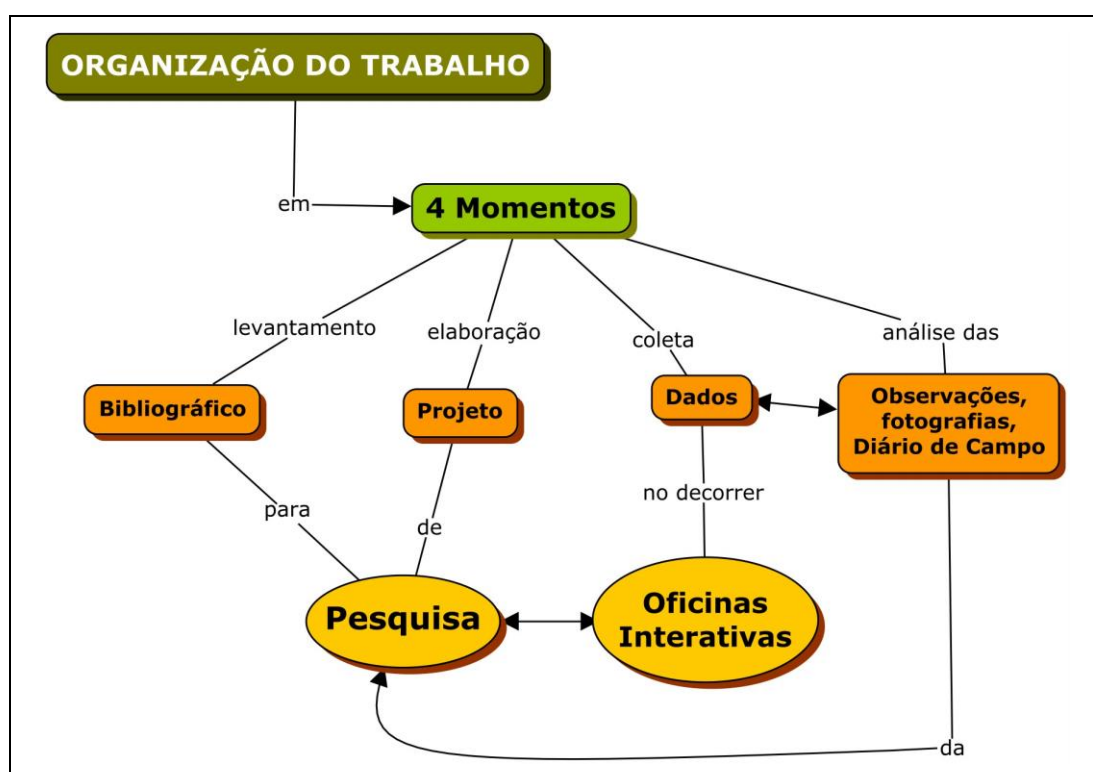 ORGANIZAÇÃO DO TRABALHO
em
4 Momentos
levantamento
elaboração
coleta
análise das
Bibliográfico
Projeto
Dados
Observações,
fotografias,
Diário de Campo
para
de
no decorrer
Pesquisa
Oficinas
Interativas
da